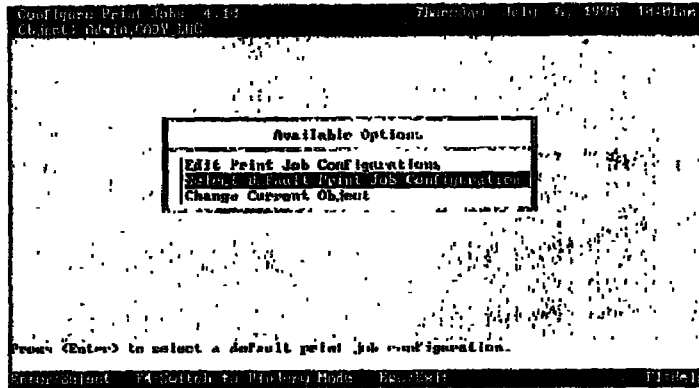 Configure Print Jobs 4.10 Thursday July 6, 1995 10:01am
Object: Admin.CADY_INC
Available Options
Edit Print Job Configurations
Select Default Print Job Configuration
Change Current Object
Press <Enter> to select a default print job configuration.
Enter=Select F4=Switch to Bindery Mode Esc=Exit F1=Help